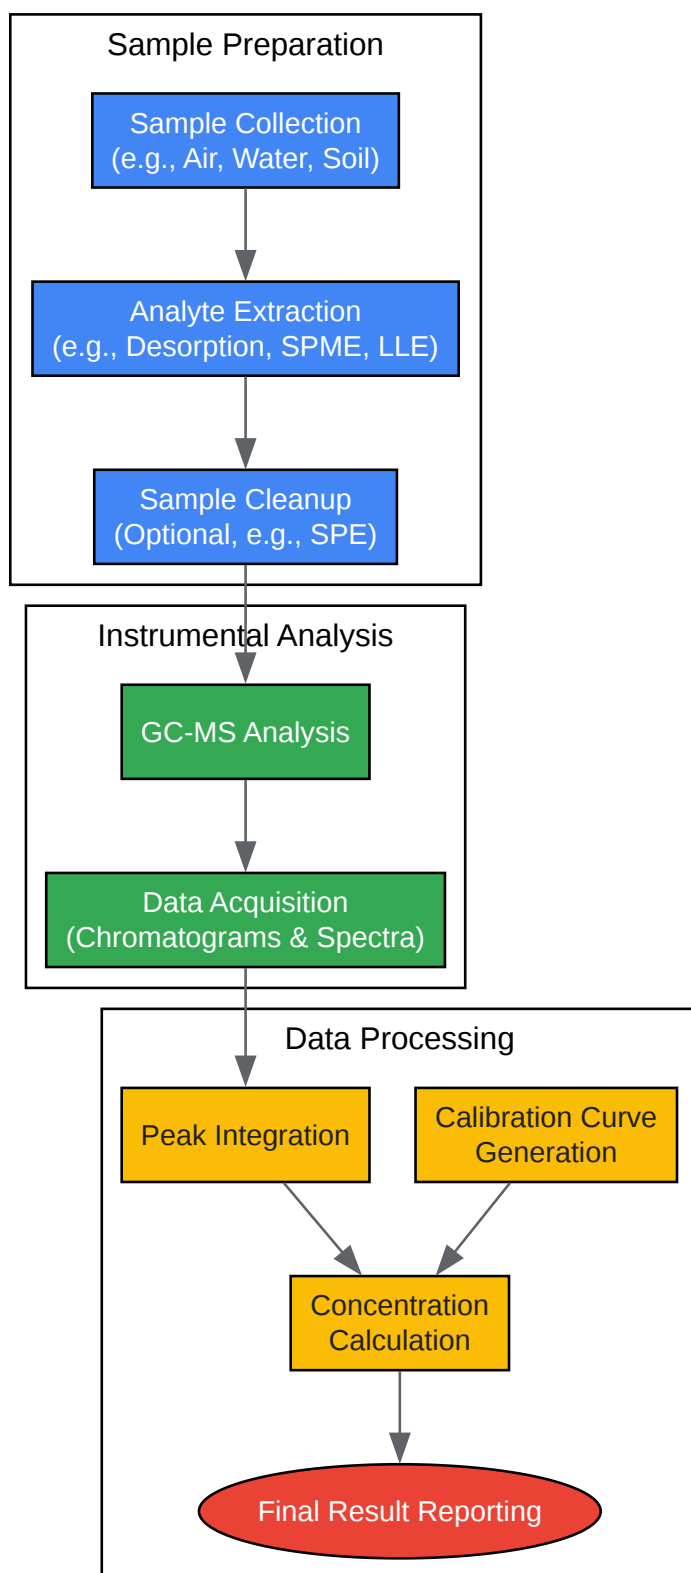 Sample Preparation
Sample Collection
(e.g., Air, Water, Soil)
Analyte Extraction
(e.g., Desorption, SPME, LLE)
Sample Cleanup
(Optional, e.g., SPE)
Instrumental Analysis
GC-MS Analysis
Data Acquisition
(Chromatograms & Spectra)
Data Processing
Peak Integration
Calibration Curve
Generation
Concentration
Calculation
Final Result Reporting